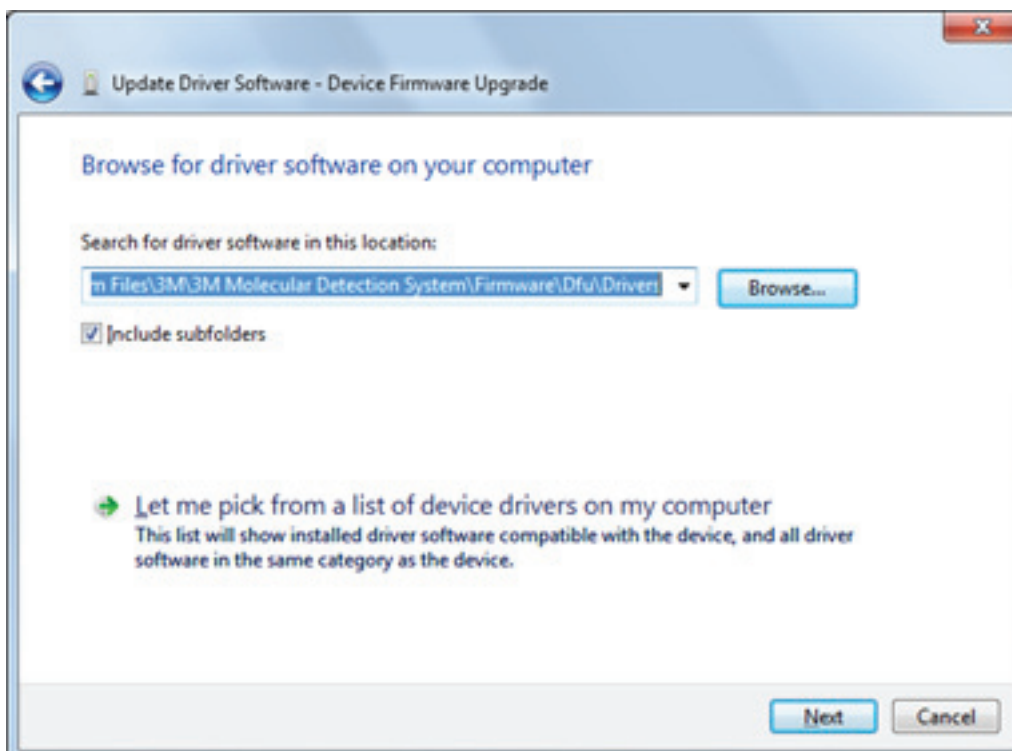 Update Driver Software - Device Firmware Upgrade
Browse for driver software on your computer
Search for driver software in this location:
m Files\3M\3M Molecular Detection System\Firmware\Dfu\Drivers
Browse...
Include subfolders
Let me pick from a list of device drivers on my computer
This list will show installed driver software compatible with the device, and all driver
software in the same category as the device.
Next
Cancel